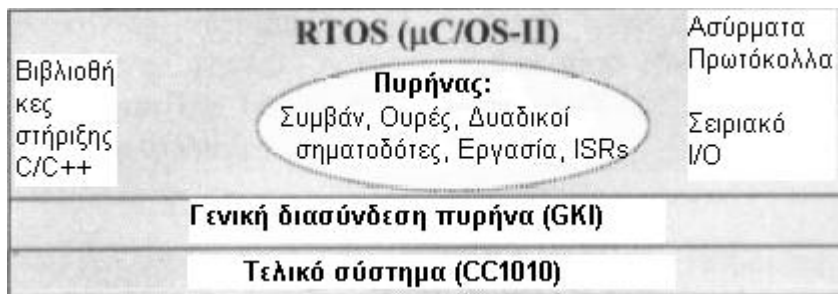 RTOS (μC/OS-II)
Βιβλιοθή
κες
στήριξης
C/C++
Πυρήνας:
Συμβάν, Ουρές, Δυαδικοί
σηματοδότες, Εργασία, ISRs
Ασύρματα
Πρωτόκολλα
Σειριακό
I/O
Γενική διασύνδεση πυρήνα (GKI)
Τελικό σύστημα (CC1010)